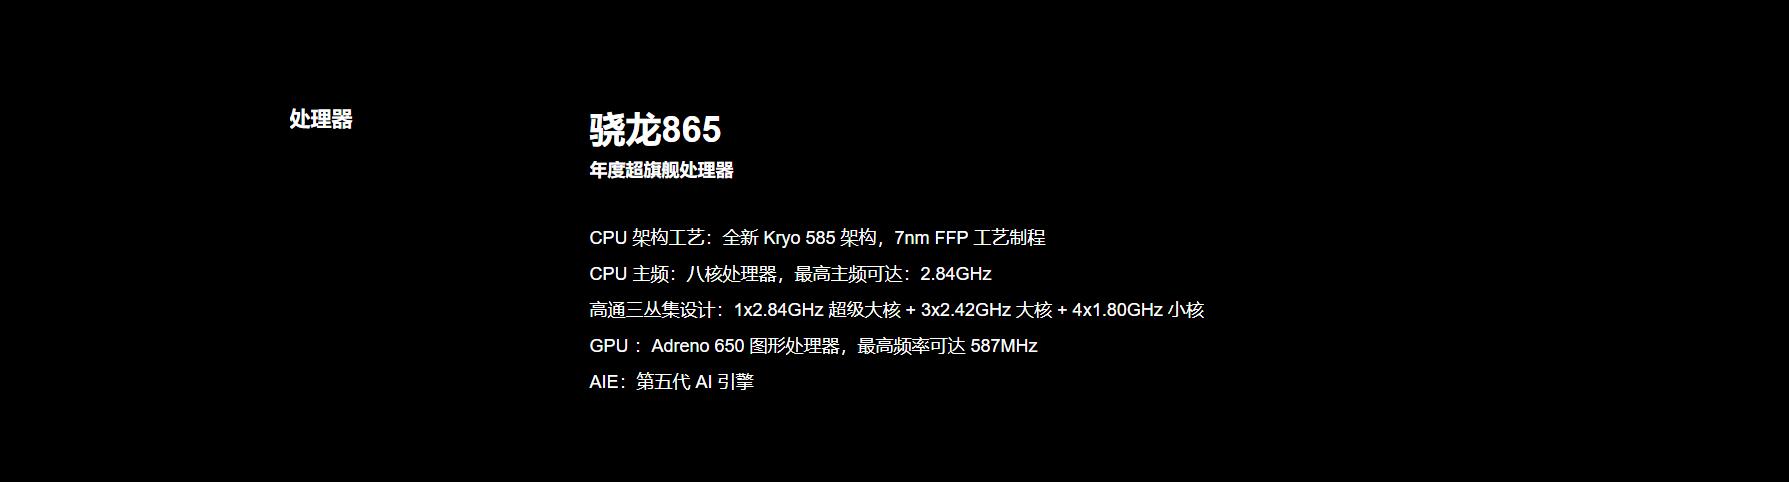 处理器
骁龙865
年度超旗舰处理器
CPU 架构工艺：全新 Kryo 585 架构，7nm FFP 工艺制程
CPU 主频：八核处理器，最高主频可达：2.84GHz
高通三丛集设计：1x2.84GHz 超级大核 + 3x2.42GHz 大核 + 4x1.80GHz 小核
GPU ：Adreno 650 图形处理器，最高频率可达 587MHz
AIE：第五代 AI 引擎